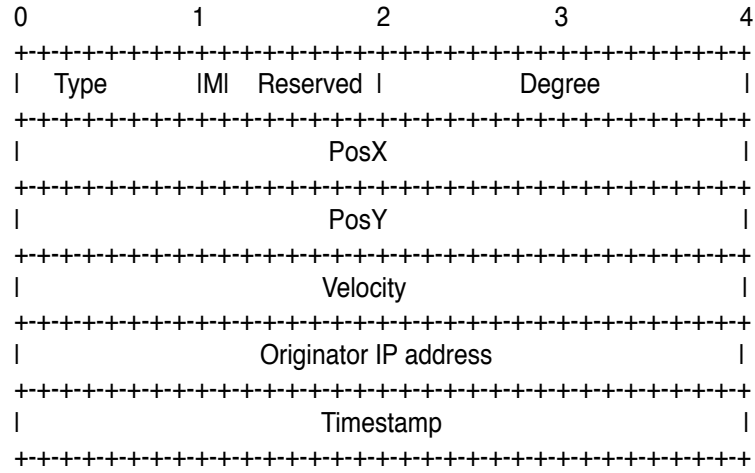 0 1 2 3 4
+-+-+-+-+-+-+-+-+-+-+-+-+-+-+-+-+-+-+-+-+-+-+-+-+-+-+-+-+-+-+-+-+
| Type |M| Reserved | Degree |
+-+-+-+-+-+-+-+-+-+-+-+-+-+-+-+-+-+-+-+-+-+-+-+-+-+-+-+-+-+-+-+-+
| PosX |
+-+-+-+-+-+-+-+-+-+-+-+-+-+-+-+-+-+-+-+-+-+-+-+-+-+-+-+-+-+-+-+-+
| PosY |
+-+-+-+-+-+-+-+-+-+-+-+-+-+-+-+-+-+-+-+-+-+-+-+-+-+-+-+-+-+-+-+-+
| Velocity |
+-+-+-+-+-+-+-+-+-+-+-+-+-+-+-+-+-+-+-+-+-+-+-+-+-+-+-+-+-+-+-+-+
| Originator IP address |
+-+-+-+-+-+-+-+-+-+-+-+-+-+-+-+-+-+-+-+-+-+-+-+-+-+-+-+-+-+-+-+-+
| Timestamp |
+-+-+-+-+-+-+-+-+-+-+-+-+-+-+-+-+-+-+-+-+-+-+-+-+-+-+-+-+-+-+-+-+